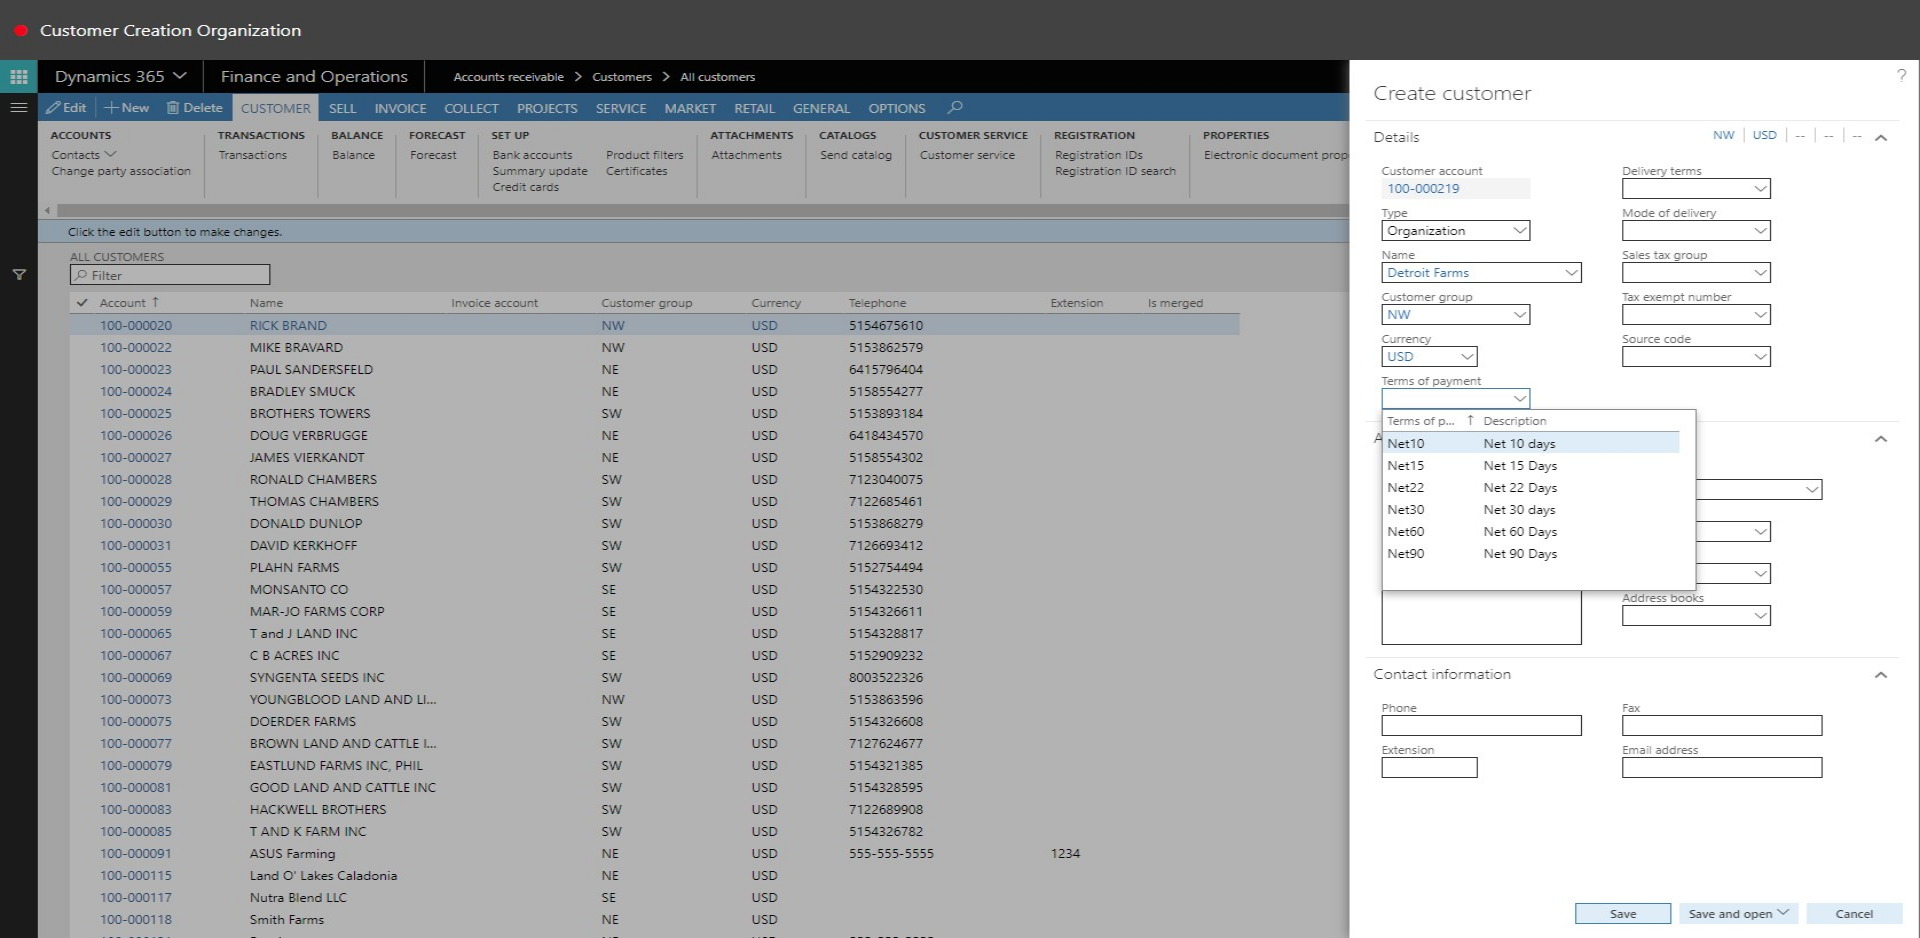 Customer Creation Organization
Dynamics 365 Finance and Operations Accounts receivable > Customers > All customers
Edit New Delete CUSTOMER SELL INVOICE COLLECT PROJECTS SERVICE MARKET RETAIL GENERAL OPTIONS
ACCOUNTS TRANSACTIONS BALANCE FORECAST SET UP ATTACHMENTS CATALOGS CUSTOMER SERVICE REGISTRATION PROPERTIES
Contacts Transactions Balance Forecast Bank accounts Product filters Attachments Send catalog Customer service Registration IDs Electronic document prop
Change party association Summary update Certificates Registration ID search
Credit cards
Click the edit button to make changes.
ALL CUSTOMERS
Filter
Account ↑ Name Invoice account Customer group Currency Telephone Extension Is merged
100-000020 RICK BRAND NW USD 5154675610
100-000022 MIKE BRAVARD NW USD 5153862579
100-000023 PAUL SANDERSFELD NE USD 6415796404
100-000024 BRADLEY SMUCK NE USD 5158554277
100-000025 BROTHERS TOWERS SW USD 5153893184
100-000026 DOUG VERBRUGGE NE USD 6418434570
100-000027 JAMES VIERKANDT NE USD 5158554302
100-000028 RONALD CHAMBERS SW USD 7123040075
100-000029 THOMAS CHAMBERS SW USD 7122685461
100-000030 DONALD DUNLOP SW USD 5153868279
100-000031 DAVID KERKHOFF SW USD 7126693412
100-000055 PLAHN FARMS SW USD 5152754494
100-000057 MONSANTO CO SE USD 5154322530
100-000059 MAR-JO FARMS CORP SE USD 5154326611
100-000065 T and J LAND INC SE USD 5154328817
100-000067 C B ACRES INC SE USD 5152909232
100-000069 SYNGENTA SEEDS INC SW USD 8003522326
100-000073 YOUNGBLOOD LAND AND LI... NW USD 5153863596
100-000075 DOERDER FARMS SW USD 5154326608
100-000077 BROWN LAND AND CATTLE I... SW USD 7127624677
100-000079 EASTLUND FARMS INC, PHIL SW USD 5154321385
100-000081 GOOD LAND AND CATTLE INC SW USD 5154328595
100-000083 HACKWELL BROTHERS SW USD 7122689908
100-000085 T AND K FARM INC SW USD 5154326782
100-000091 ASUS Farming NE USD 555-555-5555 1234
100-000115 Land O' Lakes Caladonia NE USD
100-000117 Nutra Blend LLC SE USD
100-000118 Smith Farms NE USD
?
Create customer
Details NW USD -- -- --
Customer account
100-000219
Type
Organization
Name
Detroit Farms
Customer group
NW
Currency
USD
Terms of payment
Delivery terms
Mode of delivery
Sales tax group
Tax exempt number
Source code
Terms of p... ↑ Description
Net10 Net 10 days
Net15 Net 15 Days
Net22 Net 22 Days
Net30 Net 30 days
Net60 Net 60 Days
Net90 Net 90 Days
Address books
Contact information
Phone Fax
Extension Email address
Save Save and open Cancel